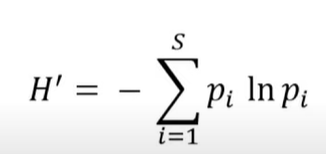 H′ = − ∑_{i=1}^{S} p_i ln p_i